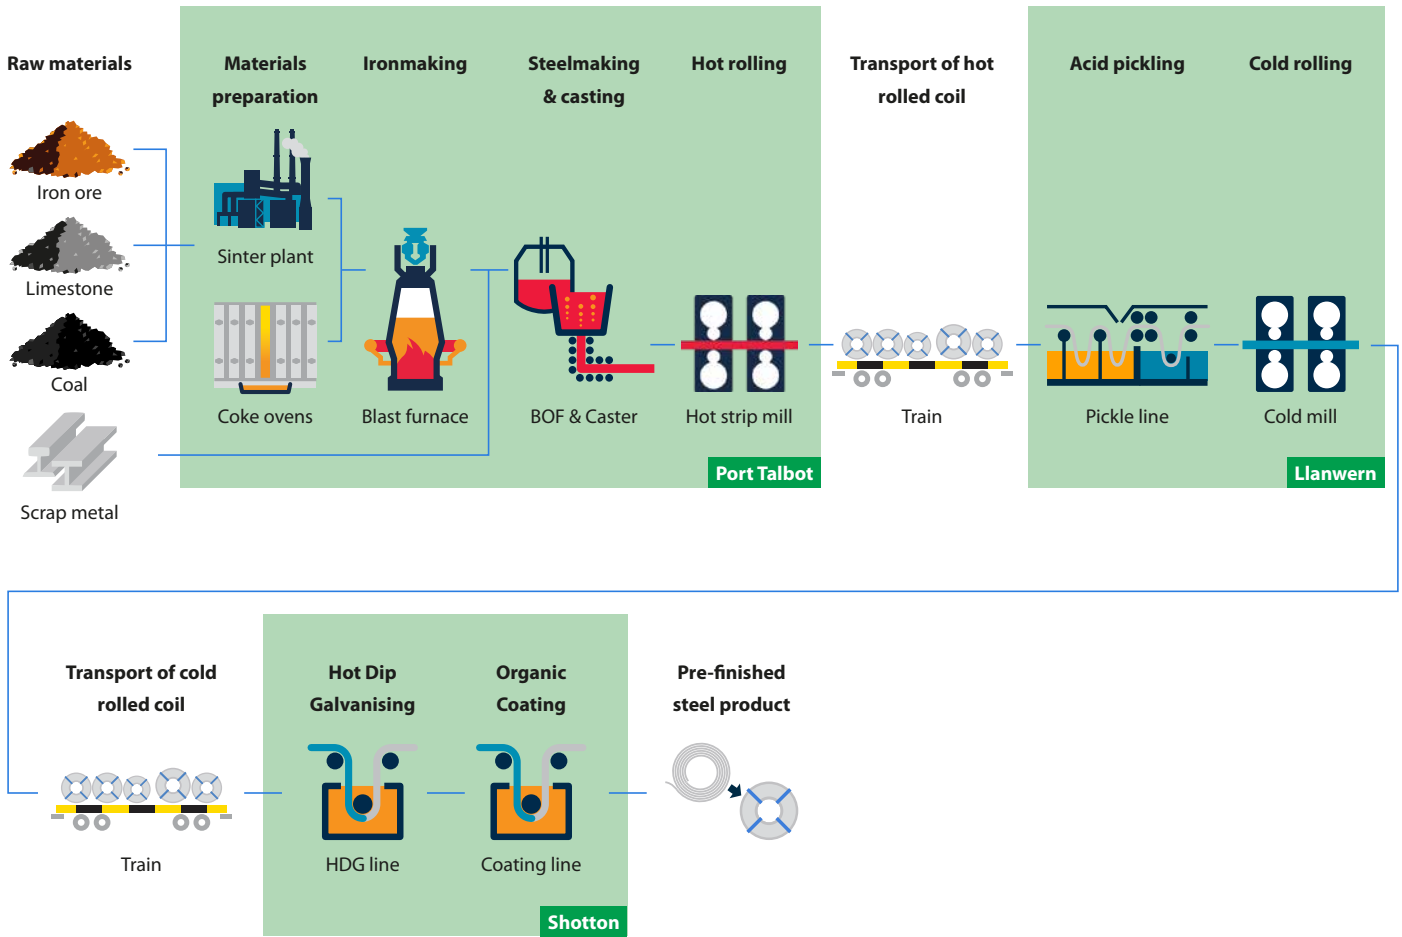 Raw materials
Materials
preparation
Ironmaking
Steelmaking
& casting
Hot rolling
Transport of hot
rolled coil
Acid pickling
Cold rolling
Iron ore
Limestone
Coal
Scrap metal
Sinter plant
Coke ovens
Blast furnace
BOF & Caster
Hot strip mill
Train
Pickle line
Cold mill
Port Talbot
Llanwern
Transport of cold
rolled coil
Hot Dip
Galvanising
Organic
Coating
Pre-finished
steel product
Train
HDG line
Coating line
Shotton